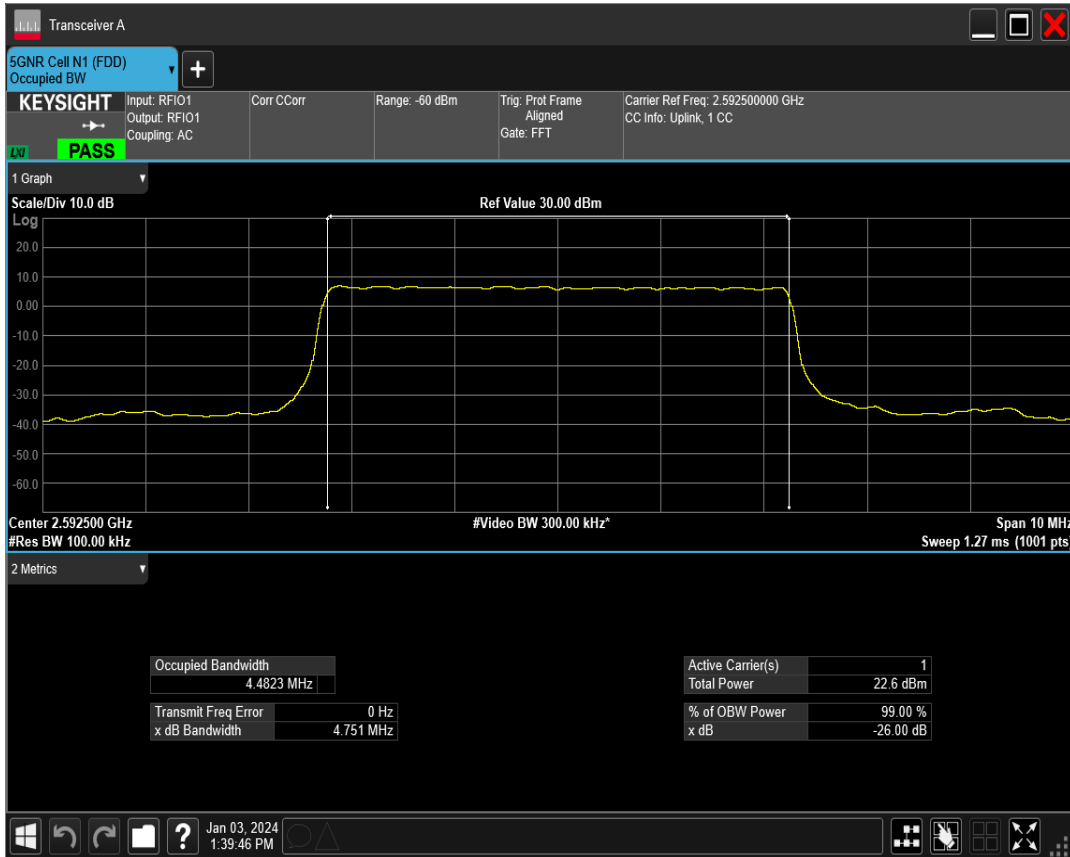 Transceiver A
5GNR Cell N1 (FDD)
Occupied BW
+
KEYSIGHT
LXI
PASS
Input: RFIO1
Output: RFIO1
Coupling: AC
Corr CCorr
Range: -60 dBm
Trig: Prot Frame
Aligned
Gate: FFT
Carrier Ref Freq: 2.592500000 GHz
CC Info: Uplink, 1 CC
1 Graph
Scale/Div 10.0 dB
Ref Value 30.00 dBm
Log
20.0
10.0
0.00
-10.0
-20.0
-30.0
-40.0
-50.0
-60.0
Center 2.592500 GHz
#Video BW 300.00 kHz*
Span 10 MHz
#Res BW 100.00 kHz
Sweep 1.27 ms (1001 pts)
2 Metrics
Occupied Bandwidth
4.4823 MHz
Transmit Freq Error 0 Hz
x dB Bandwidth 4.751 MHz
Active Carrier(s) 1
Total Power 22.6 dBm
% of OBW Power 99.00 %
x dB -26.00 dB
?
Jan 03, 2024
1:39:46 PM